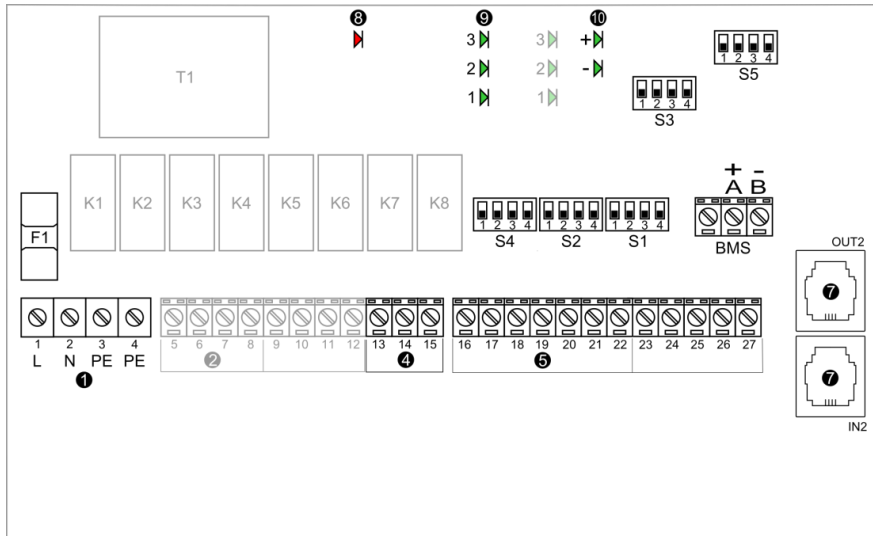 8 9 10
3 3 +
2 2 -
1 1
T1
1 2 3 4
S5
1 2 3 4
S3
K1 K2 K3 K4 K5 K6 K7 K8
F1
1 2 3 4 1 2 3 4 1 2 3 4
S4 S2 S1
+ -
A B
BMS
OUT2
7
1 2 3 4 5 6 7 8 9 10 11 12 13 14 15 16 17 18 19 20 21 22 23 24 25 26 27
L N PE PE
1 2 4 5
7
IN2